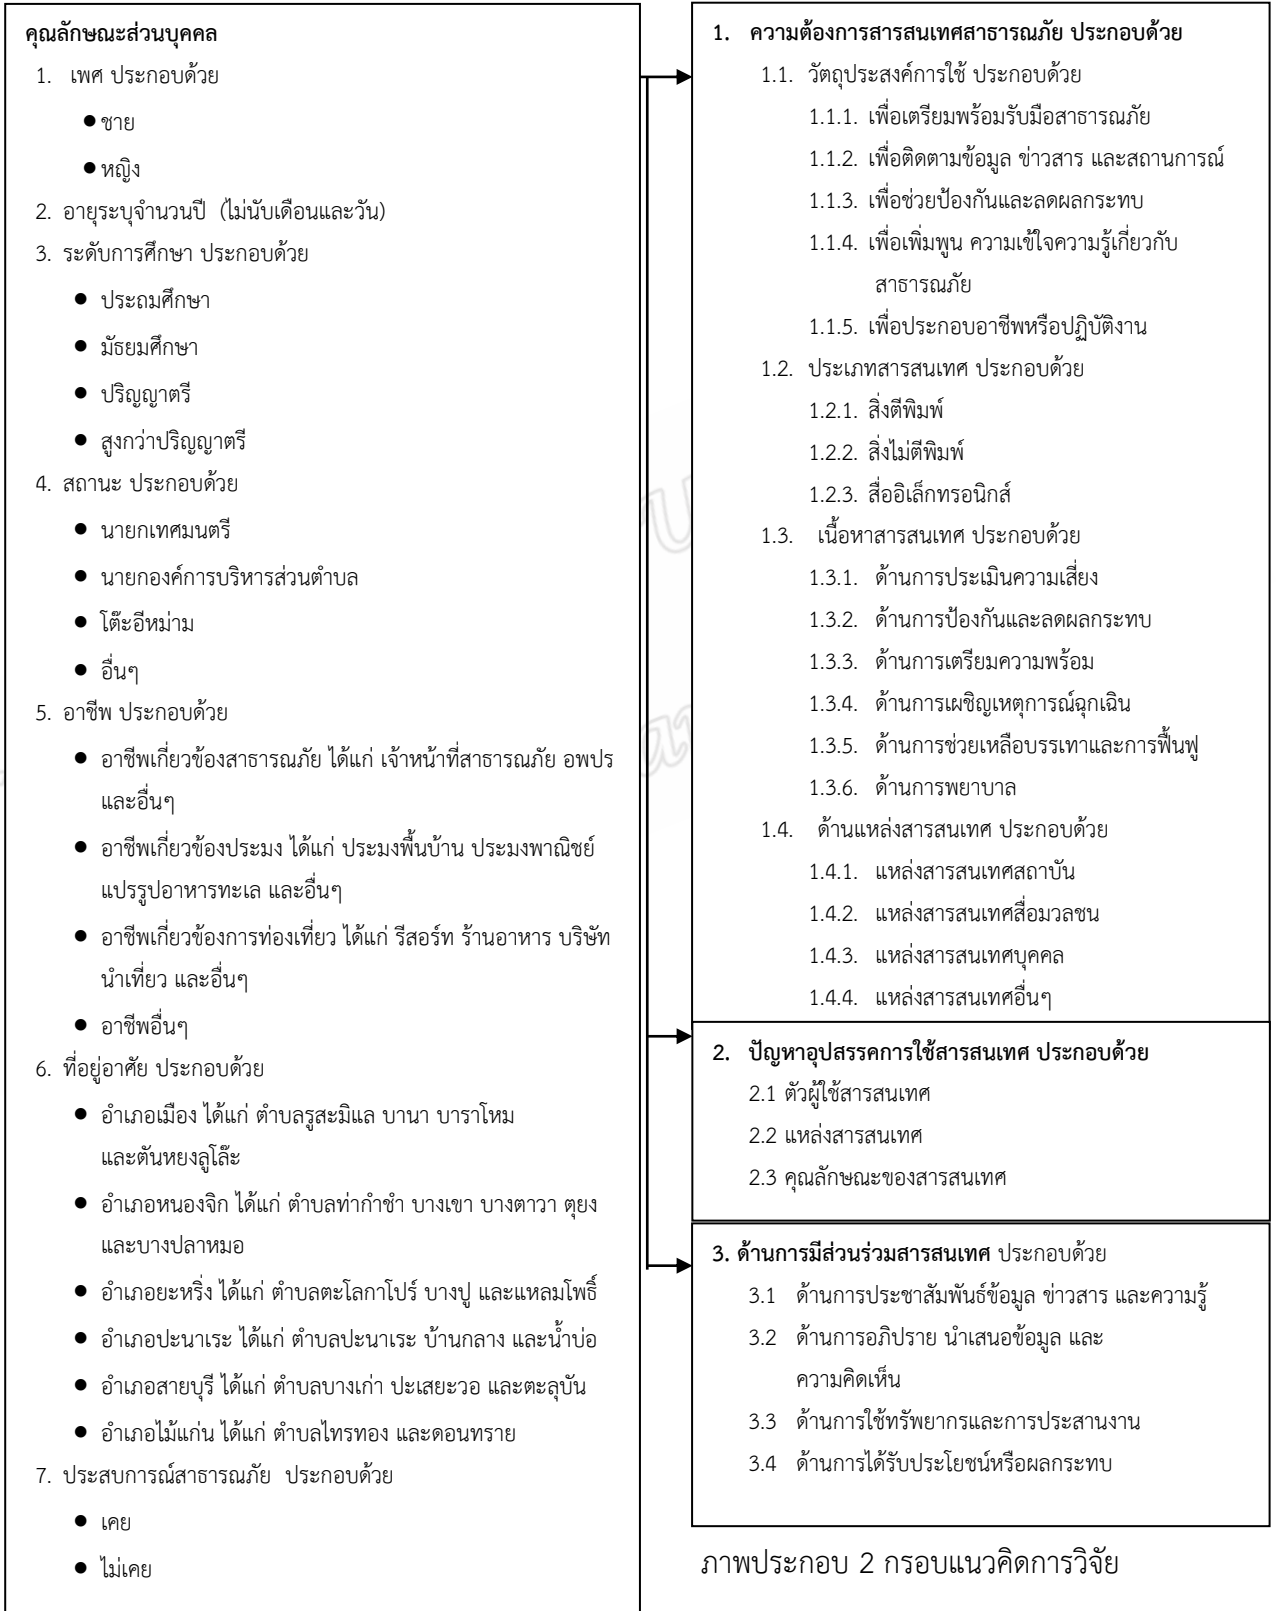 คุณลักษณะส่วนบุคคล
1. เพศ ประกอบด้วย
● ชาย
● หญิง
2. อายุระบุจำนวนปี (ไม่นับเดือนและวัน)
3. ระดับการศึกษา ประกอบด้วย
● ประถมศึกษา
● มัธยมศึกษา
● ปริญญาตรี
● สูงกว่าปริญญาตรี
4. สถานะ ประกอบด้วย
● นายกเทศมนตรี
● นายกองค์การบริหารส่วนตำบล
● โต๊ะอีหม่าม
● อื่นๆ
5. อาชีพ ประกอบด้วย
● อาชีพเกี่ยวข้องสาธารณภัย ได้แก่ เจ้าหน้าที่สาธารณภัย อพปร
และอื่นๆ
● อาชีพเกี่ยวข้องประมง ได้แก่ ประมงพื้นบ้าน ประมงพาณิชย์
แปรรูปอาหารทะเล และอื่นๆ
● อาชีพเกี่ยวข้องการท่องเที่ยว ได้แก่ รีสอร์ท ร้านอาหาร บริษัท
นำเที่ยว และอื่นๆ
● อาชีพอื่นๆ
6. ที่อยู่อาศัย ประกอบด้วย
● อำเภอเมือง ได้แก่ ตำบลรูสะมิแล บานา บาราโหม
และตันหยงลูโล๊ะ
● อำเภอหนองจิก ได้แก่ ตำบลท่ากำชำ บางเขา บางตาวา ตุยง
และบางปลาหมอ
● อำเภอยะหริ่ง ได้แก่ ตำบลตะโลกาโปร์ บางปู และแหลมโพธิ์
● อำเภอปะนาเระ ได้แก่ ตำบลปะนาเระ บ้านกลาง และน้ำบ่อ
● อำเภอสายบุรี ได้แก่ ตำบลบางเก่า ปะเสยะวอ และตะลุบัน
● อำเภอไม้แก่น ได้แก่ ตำบลไทรทอง และดอนทราย
7. ประสบการณ์สาธารณภัย ประกอบด้วย
● เคย
● ไม่เคย
1. ความต้องการสารสนเทศสาธารณภัย ประกอบด้วย
1.1. วัตถุประสงค์การใช้ ประกอบด้วย
1.1.1. เพื่อเตรียมพร้อมรับมือสาธารณภัย
1.1.2. เพื่อติดตามข้อมูล ข่าวสาร และสถานการณ์
1.1.3. เพื่อช่วยป้องกันและลดผลกระทบ
1.1.4. เพื่อเพิ่มพูน ความเข้ใจความรู้เกี่ยวกับ
สาธารณภัย
1.1.5. เพื่อประกอบอาชีพหรือปฏิบัติงาน
1.2. ประเภทสารสนเทศ ประกอบด้วย
1.2.1. สิ่งตีพิมพ์
1.2.2. สิ่งไม่ตีพิมพ์
1.2.3. สื่ออิเล็กทรอนิกส์
1.3. เนื้อหาสารสนเทศ ประกอบด้วย
1.3.1. ด้านการประเมินความเสี่ยง
1.3.2. ด้านการป้องกันและลดผลกระทบ
1.3.3. ด้านการเตรียมความพร้อม
1.3.4. ด้านการเผชิญเหตุการณ์ฉุกเฉิน
1.3.5. ด้านการช่วยเหลือบรรเทาและการฟื้นฟู
1.3.6. ด้านการพยาบาล
1.4. ด้านแหล่งสารสนเทศ ประกอบด้วย
1.4.1. แหล่งสารสนเทศสถาบัน
1.4.2. แหล่งสารสนเทศสื่อมวลชน
1.4.3. แหล่งสารสนเทศบุคคล
1.4.4. แหล่งสารสนเทศอื่นๆ
2. ปัญหาอุปสรรคการใช้สารสนเทศ ประกอบด้วย
2.1 ตัวผู้ใช้สารสนเทศ
2.2 แหล่งสารสนเทศ
2.3 คุณลักษณะของสารสนเทศ
3. ด้านการมีส่วนร่วมสารสนเทศ ประกอบด้วย
3.1 ด้านการประชาสัมพันธ์ข้อมูล ข่าวสาร และความรู้
3.2 ด้านการอภิปราย นำเสนอข้อมูล และ
ความคิดเห็น
3.3 ด้านการใช้ทรัพยากรและการประสานงาน
3.4 ด้านการได้รับประโยชน์หรือผลกระทบ
ภาพประกอบ 2 กรอบแนวคิดการวิจัย